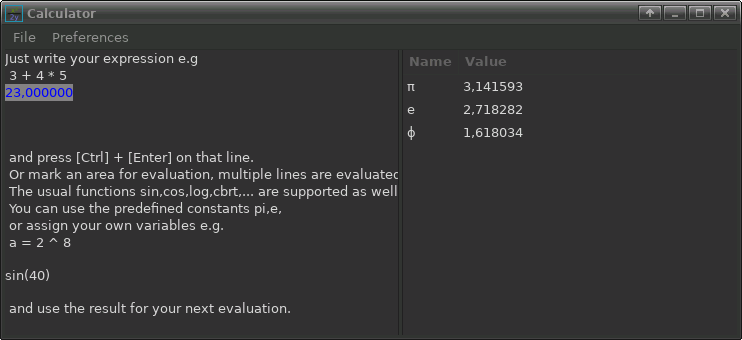 Calculator
File Preferences
Just write your expression e.g
3 + 4 * 5
23,000000
and press [Ctrl] + [Enter] on that line.
Or mark an area for evaluation, multiple lines are evaluated
The usual functions sin,cos,log,cbrt,... are supported as well
You can use the predefined constants pi,e,
or assign your own variables e.g.
a = 2 ^ 8
sin(40)
and use the result for your next evaluation.
Name Value
π 3,141593
e 2,718282
ϕ 1,618034